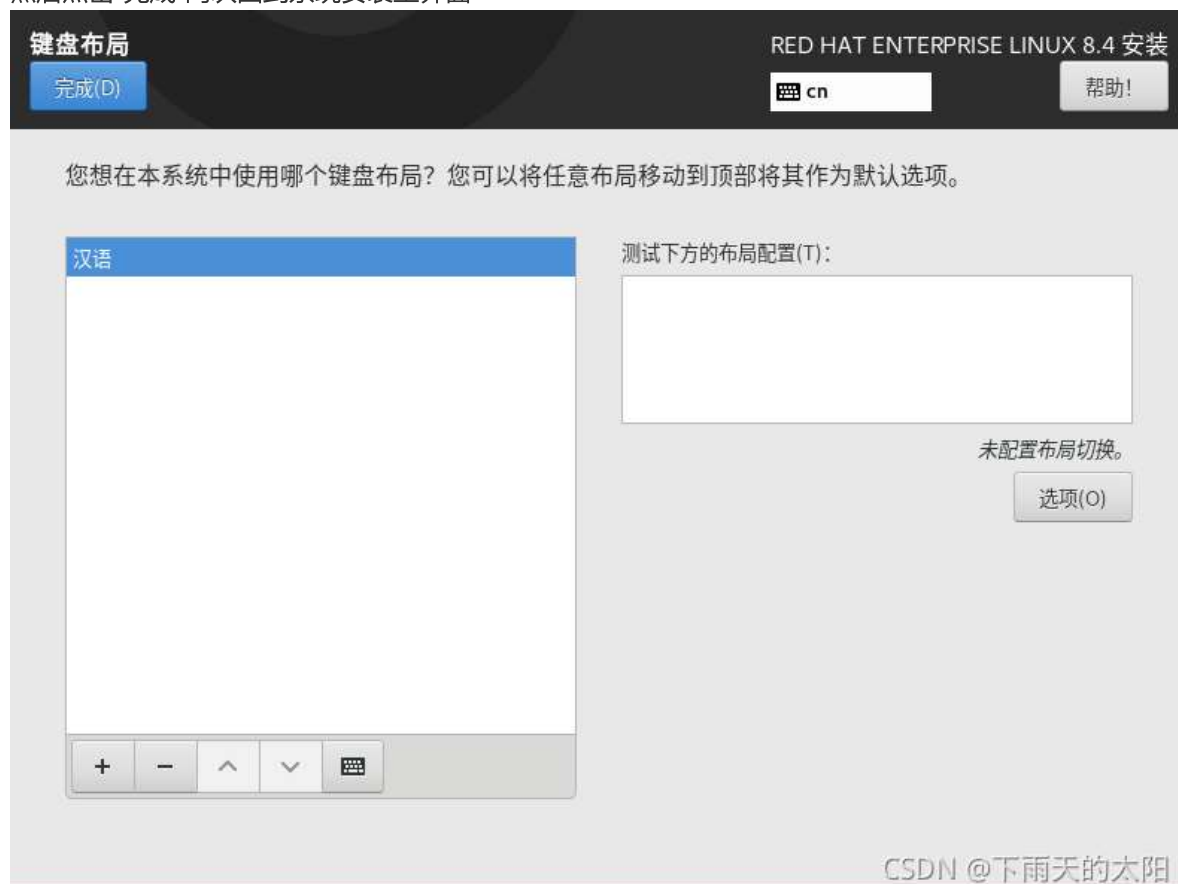 键盘布局
RED HAT ENTERPRISE LINUX 8.4 安装
完成(D)
cn
帮助!
您想在本系统中使用哪个键盘布局？您可以将任意布局移动到顶部将其作为默认选项。
汉语
测试下方的布局配置(T)：
未配置布局切换。
选项(O)
CSDN @下雨天的太阳